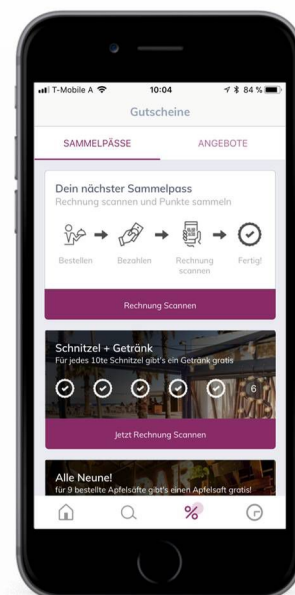 T-Mobile A 10:04 84 %
Gutscheine
SAMMELPÄSSE ANGEBOTE
Dein nächster Sammelpass
Rechnung scannen und Punkte sammeln
Bestellen Bezahlen Rechnung scannen Fertig!
Rechnung Scannen
Schnitzel + Getränk
Für jedes 10te Schnitzel gibt's ein Getränk gratis
6
Jetzt Rechnung Scannen
Alle Neune!
für 9 bestellte Apfelsäfte gibt's einen Apfelsaft gratis!
%